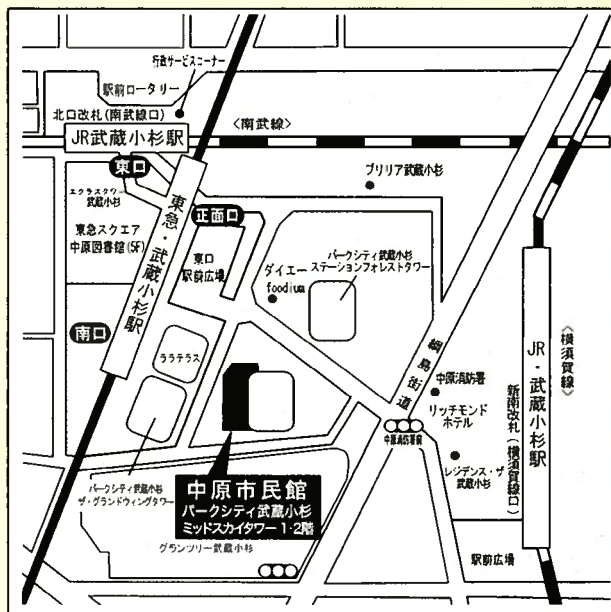 行政サービスコーナー
駅前ロータリー
北口改札(南武線口)
JR武蔵小杉駅
〈南武線〉
東口
ブリリア武蔵小杉
エクラスタワー
武蔵小杉
正面口
東急スクエア
中原図書館(5F)
東急・武蔵小杉駅
東口
駅前広場
ダイエー
foodium
パークシティ武蔵小杉
ステーションフォレストタワー
南口
ララテラス
綱島街道
中原消防署
リッチモンド
ホテル
中原消防署前
新南改札(横須賀線口)
JR・武蔵小杉駅
〈横須賀線〉
レジデンス・ザ
武蔵小杉
パークシティ武蔵小杉
ザ・グランドウィングタワー
中原市民館
パークシティ武蔵小杉
ミッドスカイタワー 1・2階
グランツリー武蔵小杉
駅前広場